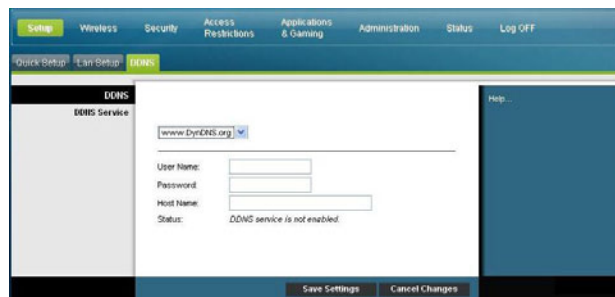 Setup Wireless Security Access Restrictions Applications & Gaming Administration Status Log OFF
Quick Setup Lan Setup DDNS
DDNS
DDNS Service
Help...
www.DynDNS.org
User Name:
Password:
Host Name:
Status: DDNS service is not enabled.
Save Settings Cancel Changes